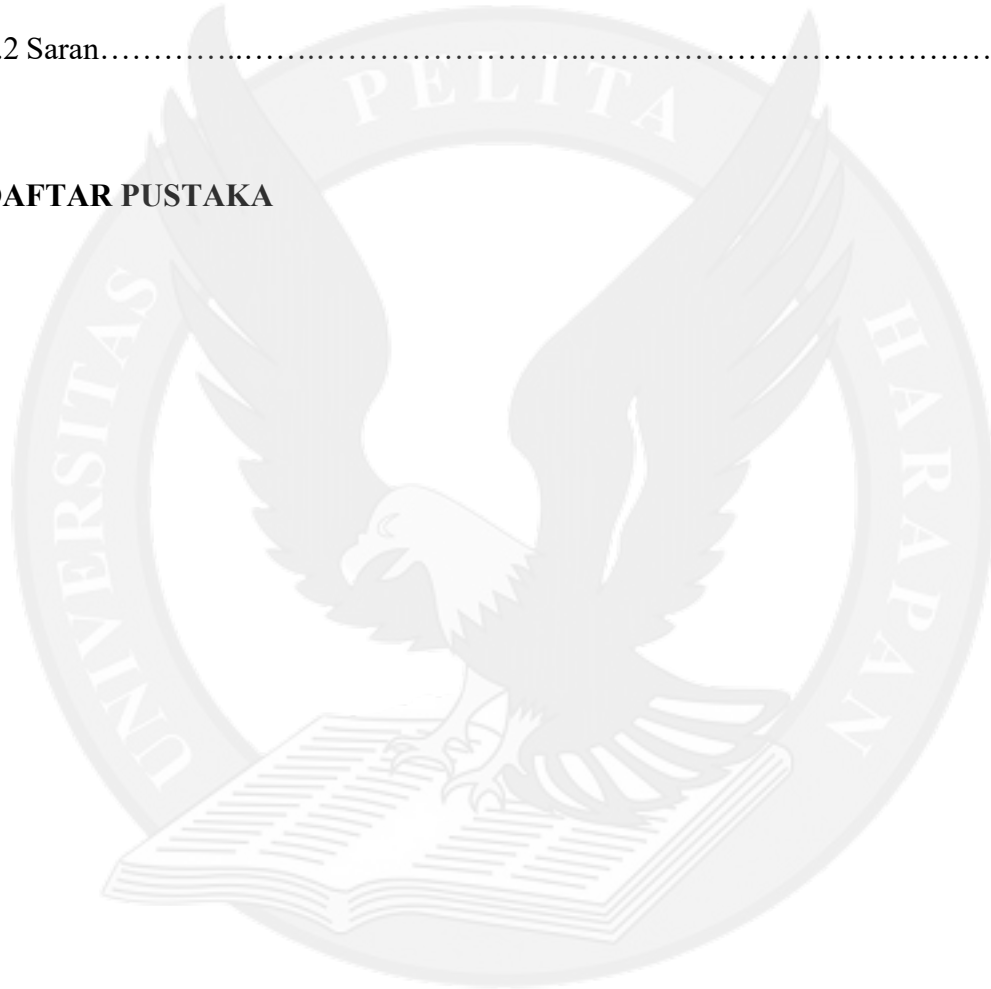 .2 Saran……………..…….……………………..……………………………………
DAFTAR PUSTAKA
UNIVERSITAS PELITA HARAPAN